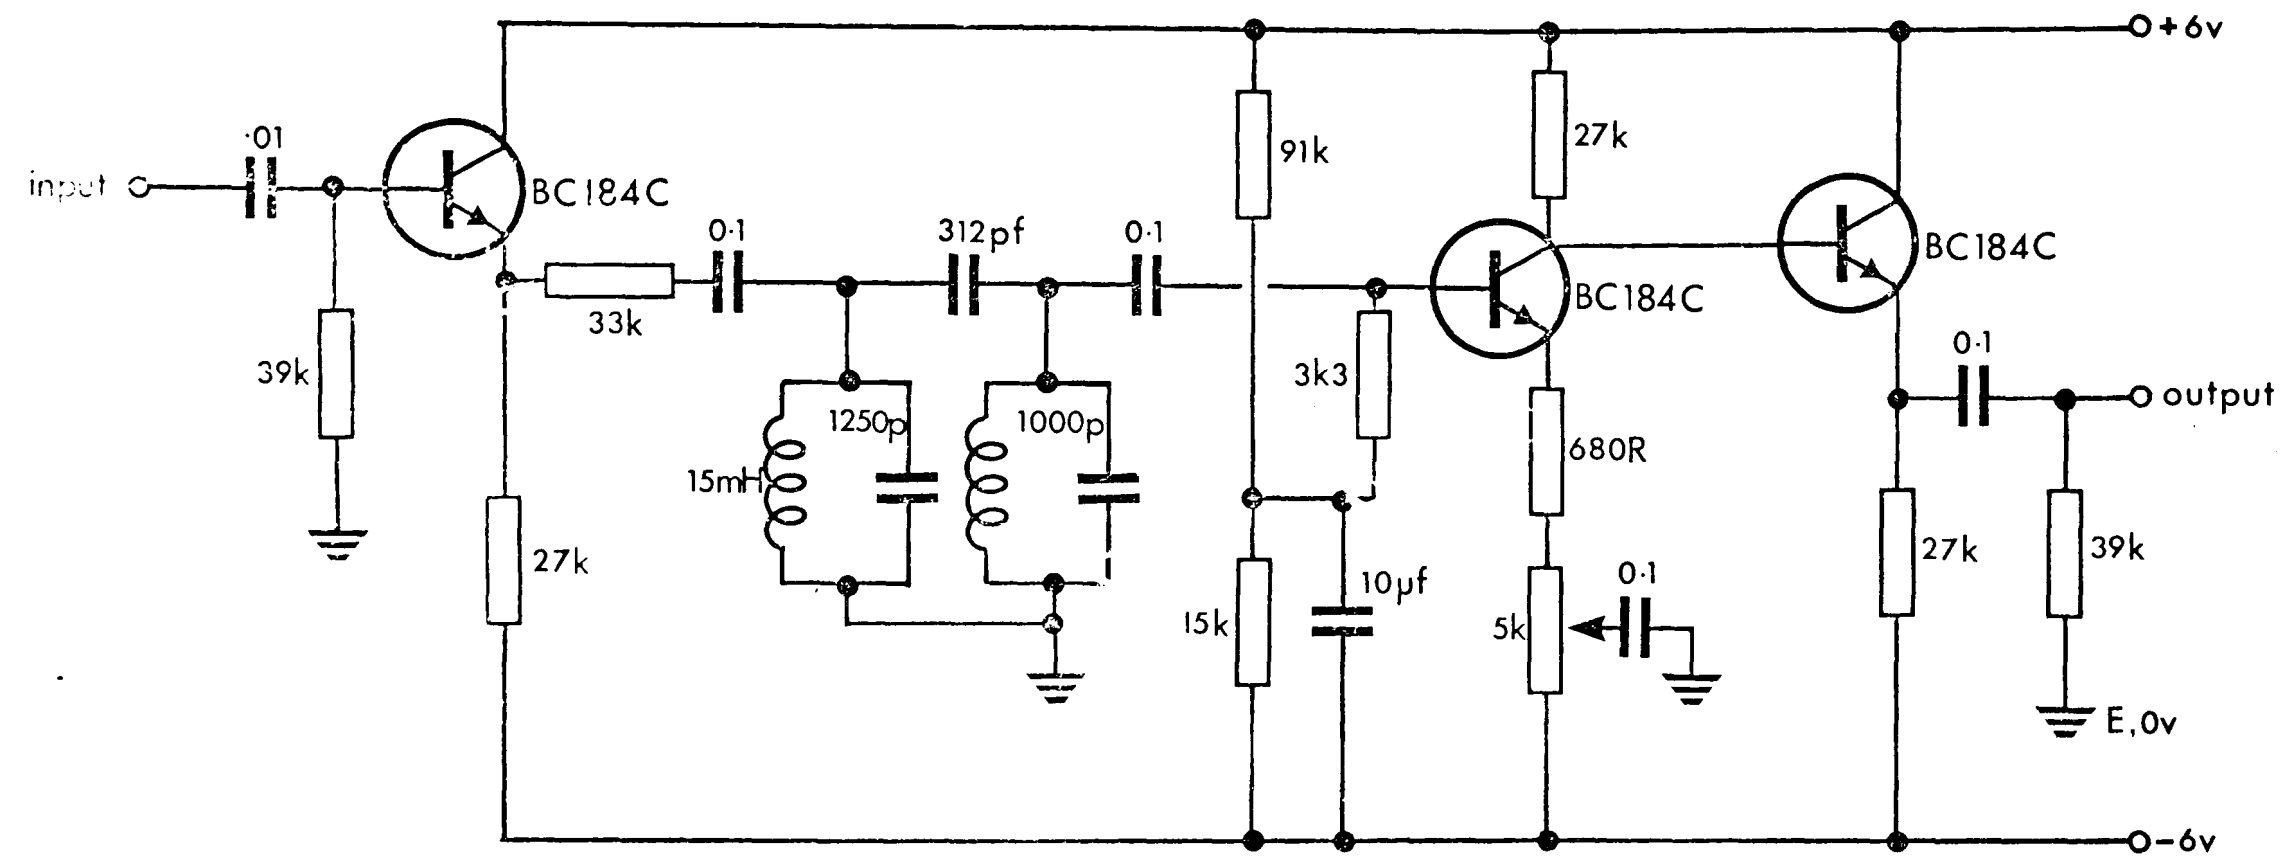 +6v
·01
input
BC184C
39k
33k
0·1
312pf
0·1
27k
15mH
1250p
1000p
91k
15k
3k3
10µf
27k
BC184C
680R
5k
0·1
BC184C
0·1
output
27k
39k
E,0v
-6v